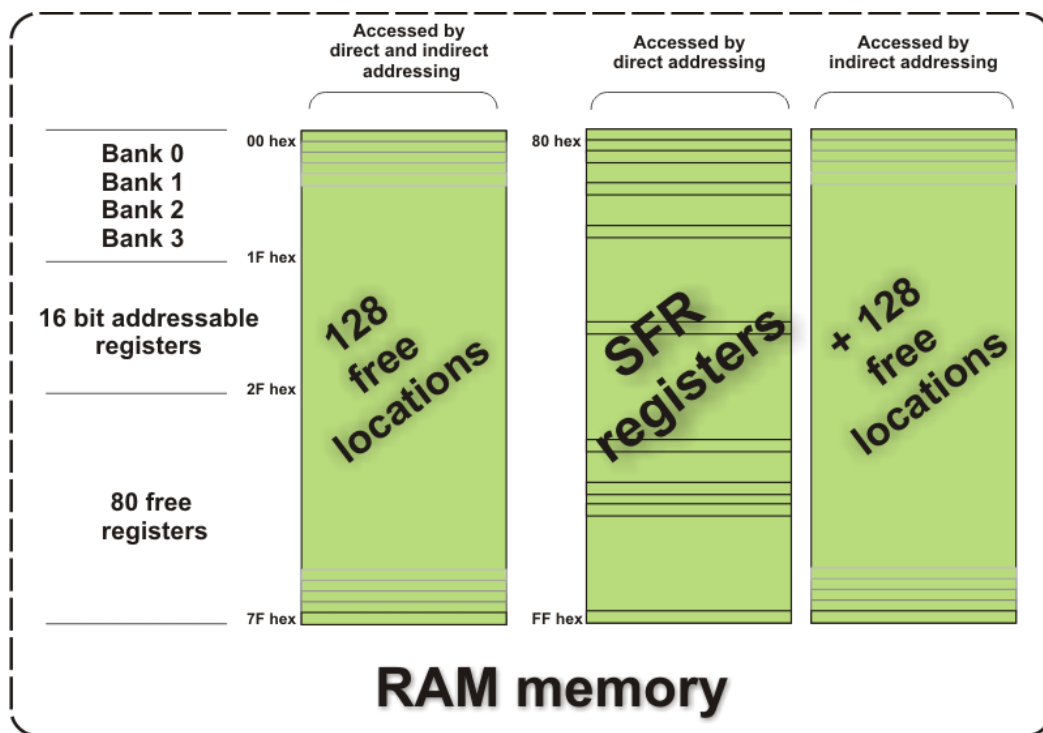 Accessed by
direct and indirect
addressing
Accessed by
direct addressing
Accessed by
indirect addressing
00 hex
80 hex
Bank 0
Bank 1
Bank 2
Bank 3
1F hex
16 bit addressable
registers
2F hex
80 free
registers
7F hex
FF hex
128
free
locations
SFR
registers
+ 128
free
locations
RAM memory